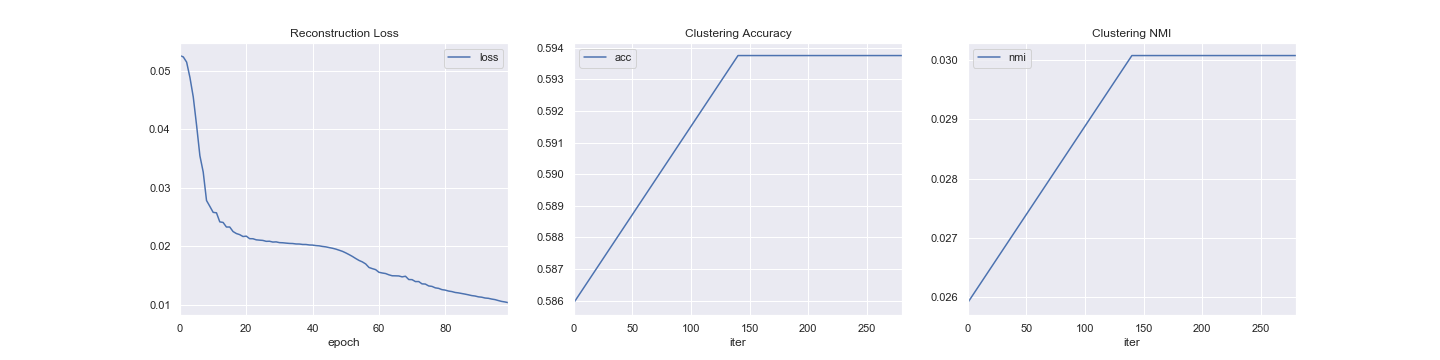 Reconstruction Loss
loss
0.05
0.04
0.03
0.02
0.01
0 20 40 60 80
epoch
Clustering Accuracy
acc
0.594
0.593
0.592
0.591
0.590
0.589
0.588
0.587
0.586
0 50 100 150 200 250
iter
Clustering NMI
nmi
0.030
0.029
0.028
0.027
0.026
0 50 100 150 200 250
iter